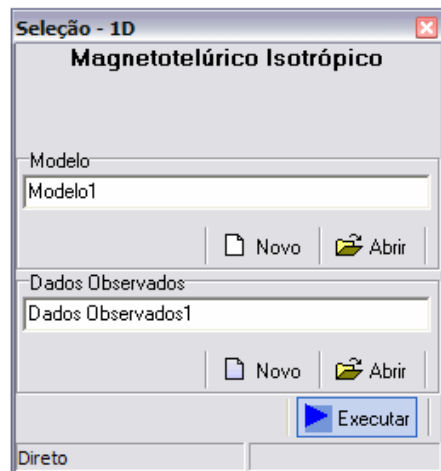 Seleção - 1D
Magnetotelúrico Isotrópico
Modelo
Modelo1
Novo Abrir
Dados Observados
Dados Observados1
Novo Abrir
Executar
Direto